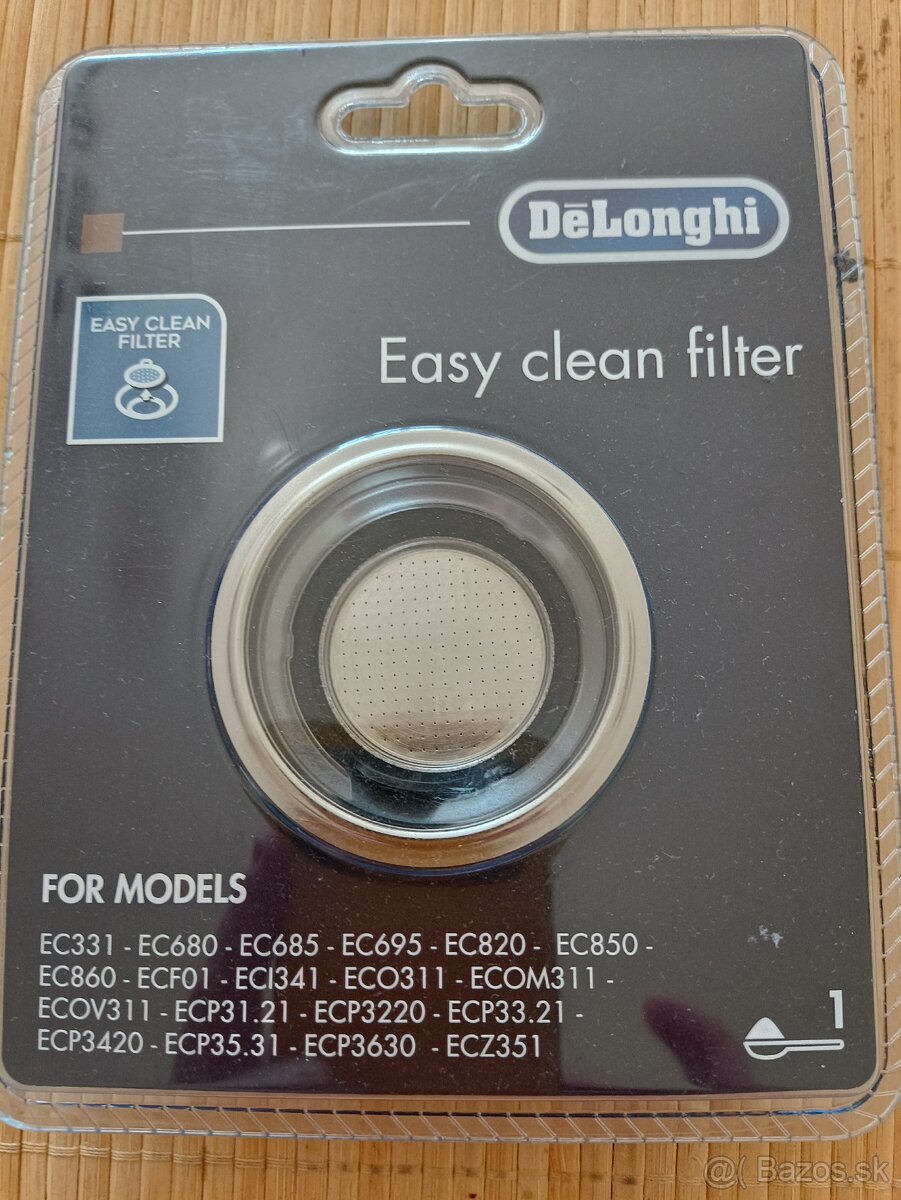 DēLonghi
EASY CLEAN
FILTER
Easy clean filter
FOR MODELS
EC331 - EC680 - EC685 - EC695 - EC820 - EC850 -
EC860 - ECF01 - ECI341 - ECO311 - ECOM311 -
ECOV311 - ECP31.21 - ECP3220 - ECP33.21 -
ECP3420 - ECP35.31 - ECP3630 - ECZ351
1
@( Bazos.sk